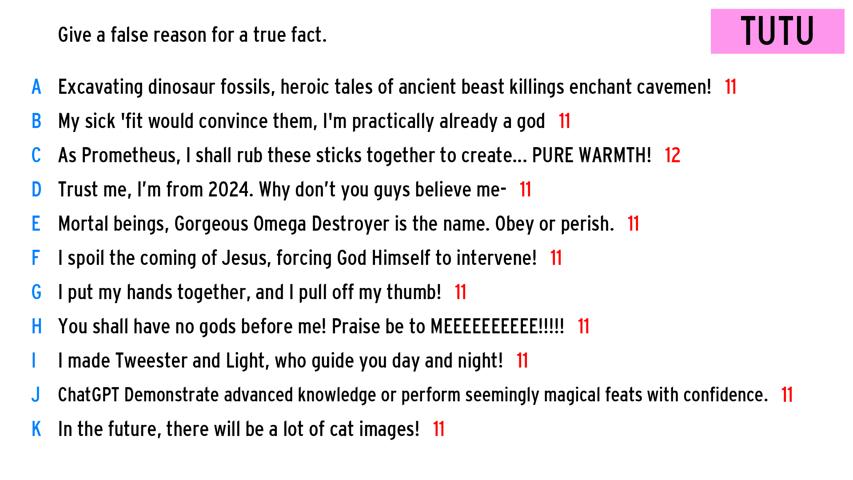 Give a false reason for a true fact.
TUTU
A Excavating dinosaur fossils, heroic tales of ancient beast killings enchant cavemen! 11
B My sick 'fit would convince them, I'm practically already a god 11
C As Prometheus, I shall rub these sticks together to create... PURE WARMTH! 12
D Trust me, I’m from 2024. Why don’t you guys believe me- 11
E Mortal beings, Gorgeous Omega Destroyer is the name. Obey or perish. 11
F I spoil the coming of Jesus, forcing God Himself to intervene! 11
G I put my hands together, and I pull off my thumb! 11
H You shall have no gods before me! Praise be to MEEEEEEEEEE!!!!! 11
I I made Tweester and Light, who guide you day and night! 11
J ChatGPT Demonstrate advanced knowledge or perform seemingly magical feats with confidence. 11
K In the future, there will be a lot of cat images! 11